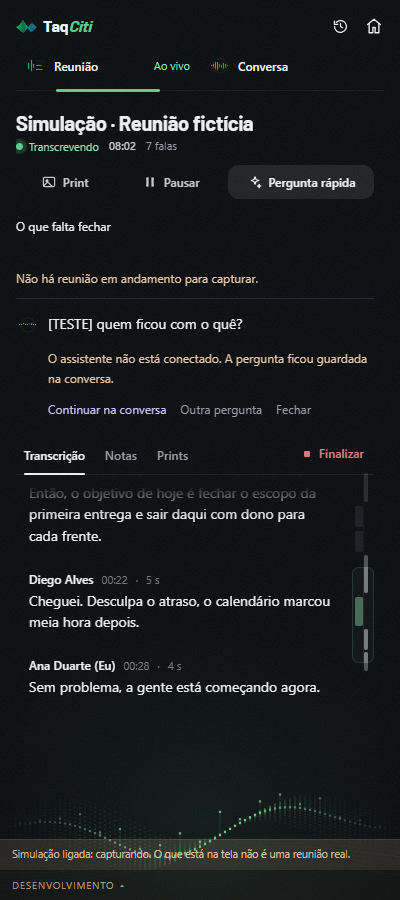 TaqCiti
Reunião
Ao vivo
Conversa
Simulação · Reunião fictícia
Transcrevendo 08:02 7 falas
Print
Pausar
Pergunta rápida
O que falta fechar
Não há reunião em andamento para capturar.
[TESTE] quem ficou com o quê?
O assistente não está conectado. A pergunta ficou guardada
na conversa.
Continuar na conversa Outra pergunta Fechar
Transcrição Notas Prints Finalizar
Então, o objetivo de hoje é fechar o escopo da
primeira entrega e sair daqui com dono para
cada frente.
Diego Alves 00:22 · 5 s
Cheguei. Desculpa o atraso, o calendário marcou
meia hora depois.
Ana Duarte (Eu) 00:28 · 4 s
Sem problema, a gente está começando agora.
Simulação ligada: capturando. O que está na tela não é uma reunião real.
DESENVOLVIMENTO